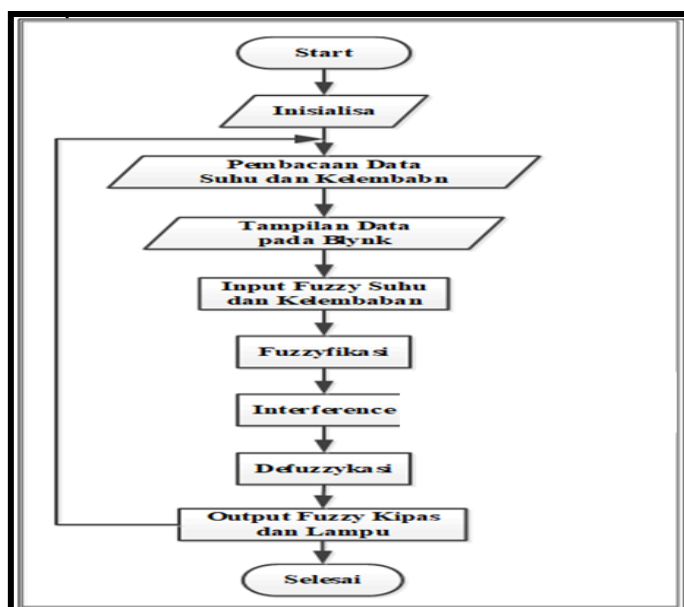 Start
Inisialisa
Pembacaan Data
Suhu dan Kelembabn
Tampilan Data
pada Blynk
Input Fuzzy Suhu
dan Kelembaban
Fuzzyfikasi
Interference
Defuzzykasi
Output Fuzzy Kipas
dan Lampu
Selesai